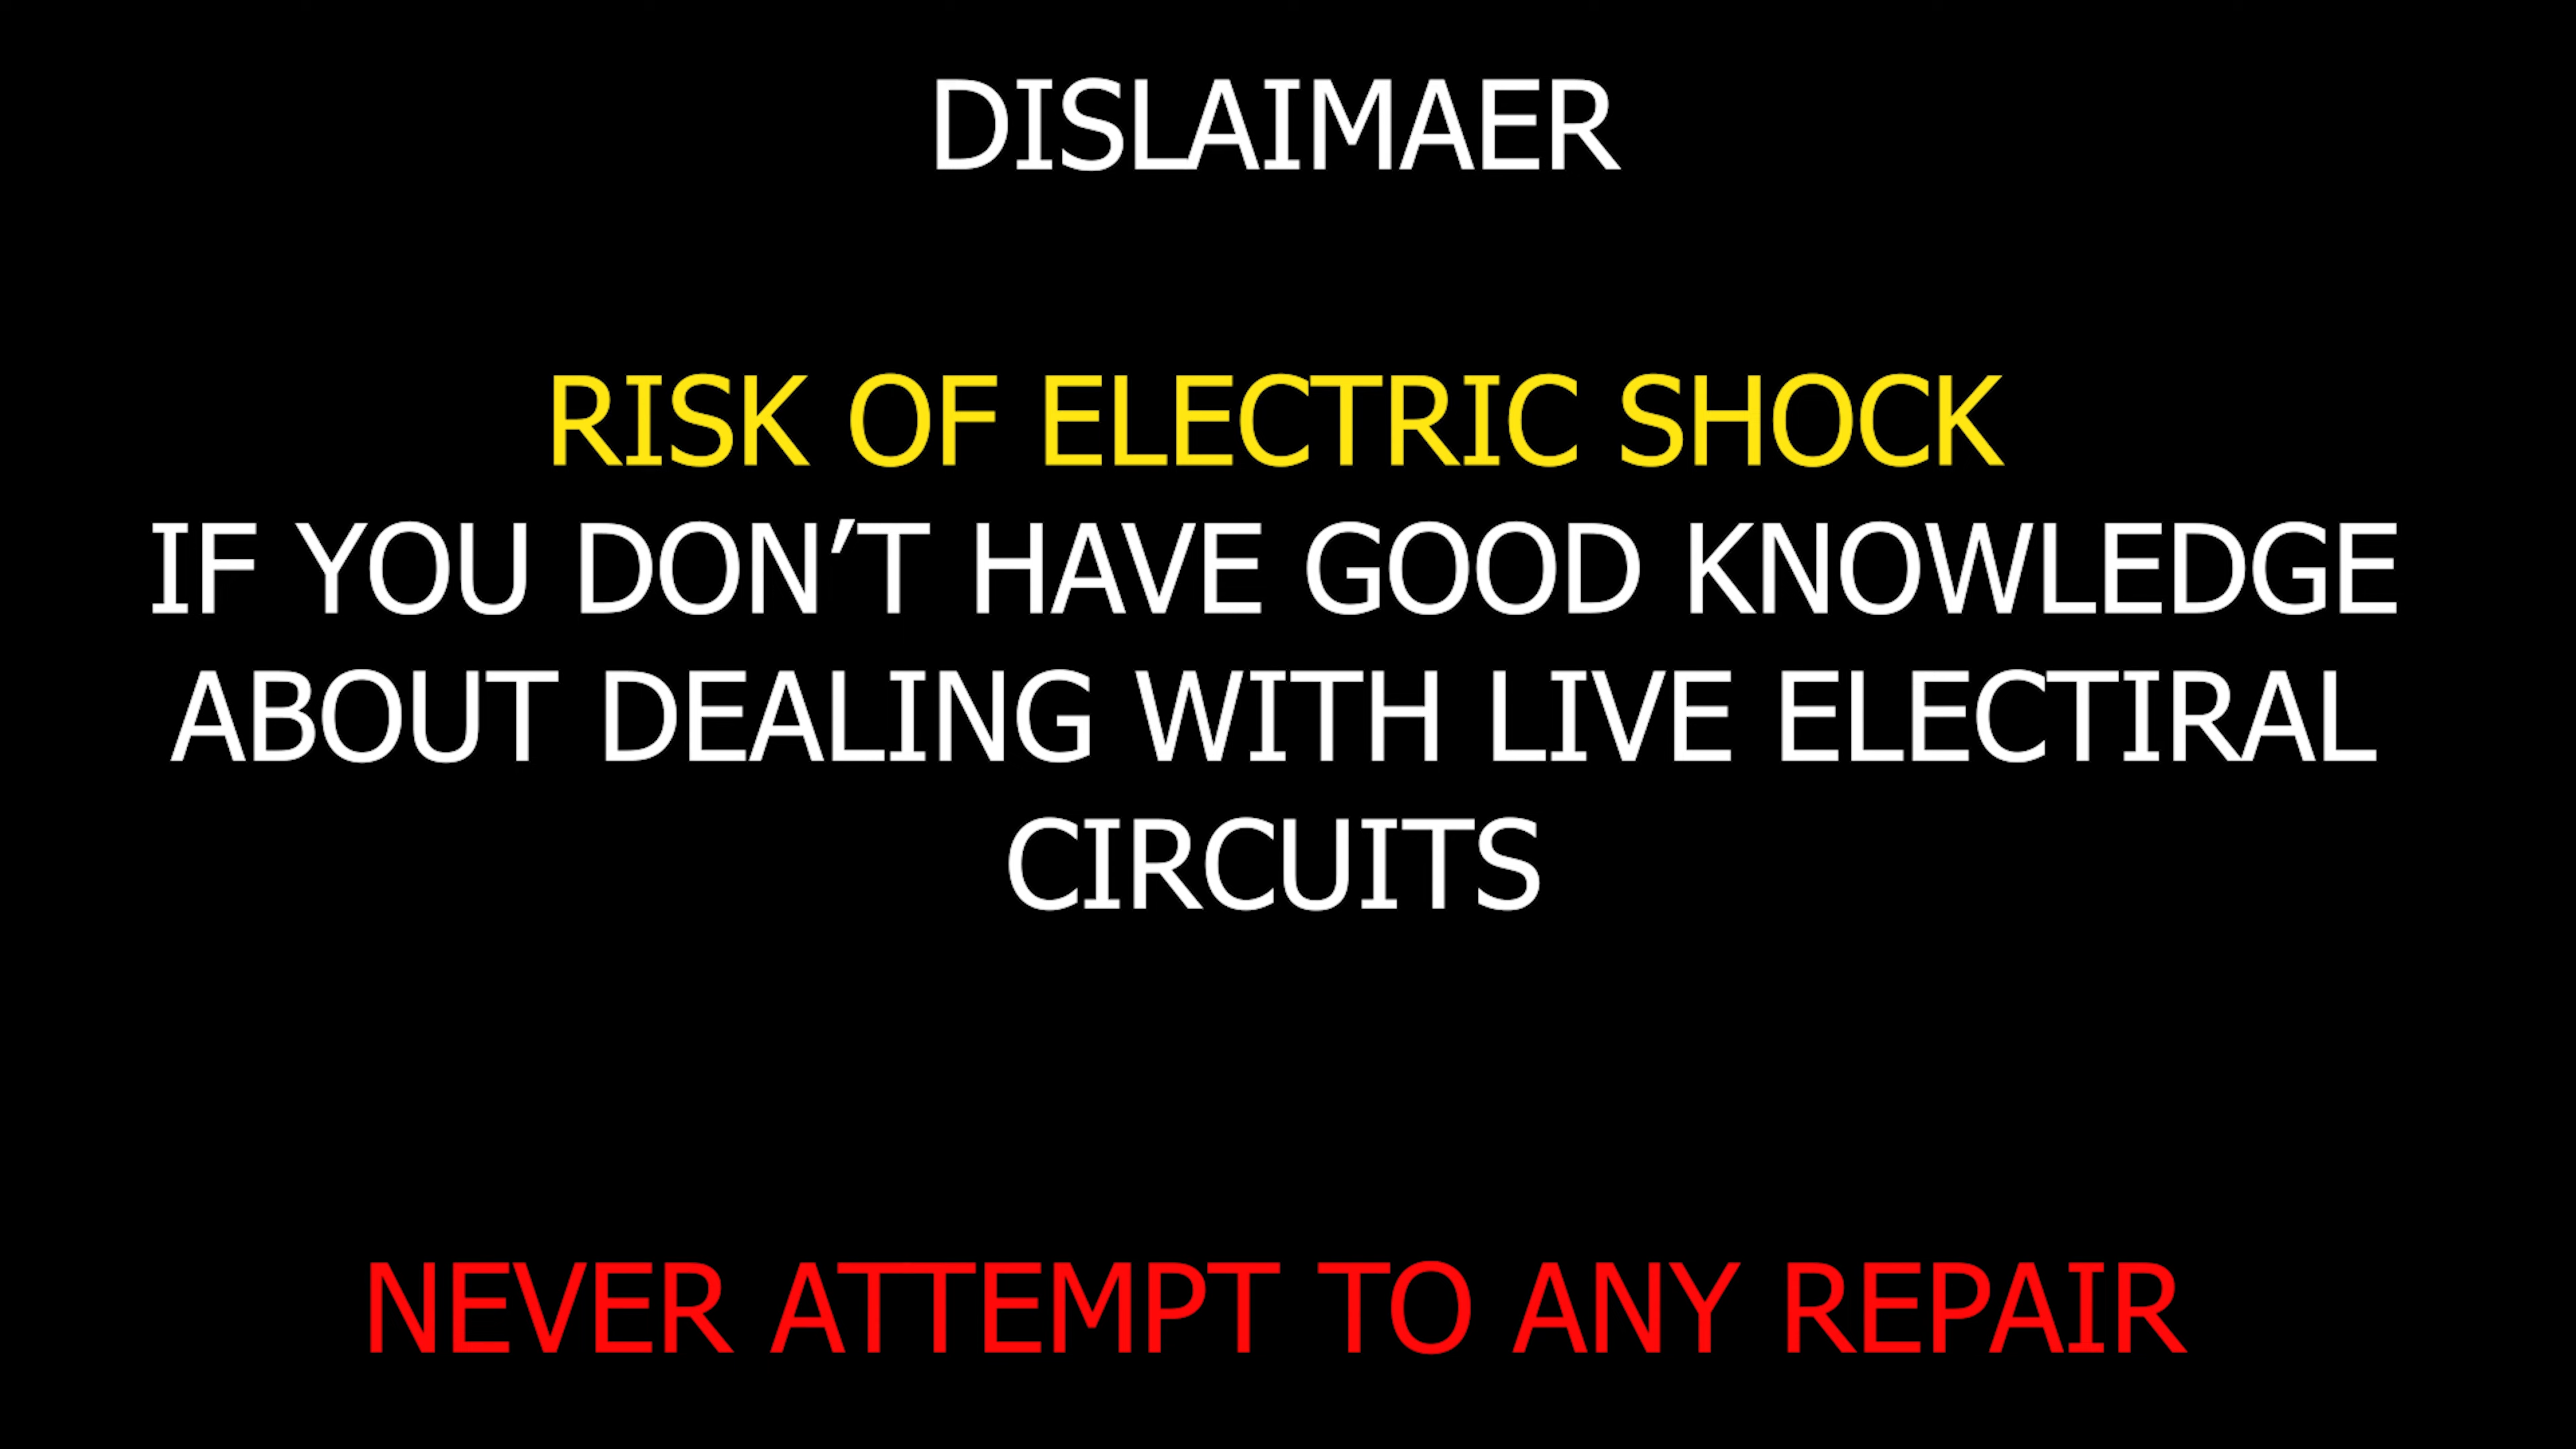 DISLAIMAER
RISK OF ELECTRIC SHOCK
IF YOU DON’T HAVE GOOD KNOWLEDGE
ABOUT DEALING WITH LIVE ELECTIRAL
CIRCUITS
NEVER ATTEMPT TO ANY REPAIR